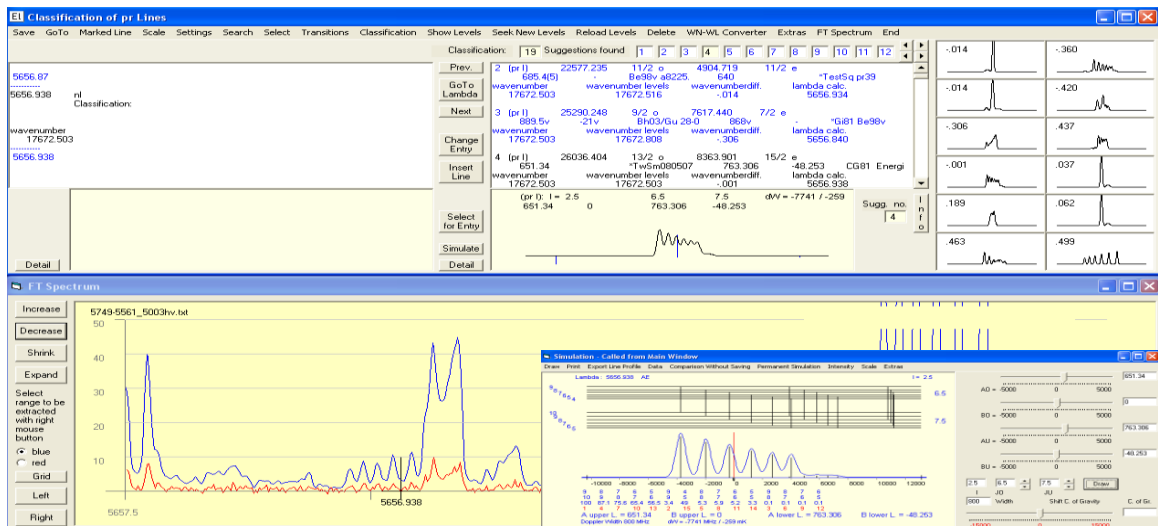 Classification of pr Lines
Save GoTo Marked Line Scale Settings Search Select Transitions Classification Show Levels Seek New Levels Reload Levels Delete WN-WL Converter Extras FT Spectrum End
Classification: 19 Suggestions found 1 2 3 4 5 6 7 8 9 10 11 12
5656.87
5656.938 nl
Classification:
wavenumber
17672.503
5656.938
Detail
Prev.
GoTo Lambda
Next
Change Entry
Insert Line
Select for Entry
Simulate
Detail
2 (pr I) 22577.235 11/2 o 4904.719 11/2 e
685.4(5) - Be98v a8225. 640 *TestSq pr39
wavenumber wavenumber levels wavenumberdiff. lambda calc.
17672.503 17672.516 -.014 5656.934
3 (pr I) 25290.248 9/2 o 7617.440 7/2 e
889.5v -21v Bh03/Gu 28-0 868v - *Gi81 Be98v
wavenumber wavenumber levels wavenumberdiff. lambda calc.
17672.503 17672.808 -.306 5656.840
4 (pr I) 26036.404 13/2 o 8363.901 15/2 e
651.34 *TwSm080507 763.306 -48.253 CG81 Energi
wavenumber wavenumber levels wavenumberdiff. lambda calc.
17672.503 17672.503 -.001 5656.938
(pr I): I = 2.5 6.5 7.5 dW = -7741 / -259
651.34 0 763.306 -48.253
Sugg. no.
4
Info
-.014 -.360
-.014 -.420
-.306 .437
-.001 .037
.189 .062
.463 .499
FT Spectrum
Increase
Decrease
Shrink
Expand
Select range to be extracted with right mouse button
blue
red
Grid
Left
Right
5749-5561_5003hv.txt
50
40
30
20
10
5657.5
5656.938
Simulation - Called from Main Window
Draw Print Export Line Profile Data Comparison Without Saving Permanent Simulation Intensity Scale Extras
Lambda: 5656.938 AE I = 2.5
6.5
7.5
-10000 -8000 -6000 -4000 -2000 0 2000 4000 6000 8000 10000 12000
A upper L. = 651.34 B upper L. = 0 A lower L. = 763.306 B lower L. = -48.253
Doppler Width 800 MHz dW = -7741 MHz / -259 mK
651.34
AO = -5000 0 5000
0
BO = -5000 0 5000
763.306
AU = -5000 0 5000
-48.253
BU = -5000 0 5000
2.5 6.5 7.5 Draw
I JO JU
800 Width Shift C. of Gravity C. of Gr.
-15000 0 15000